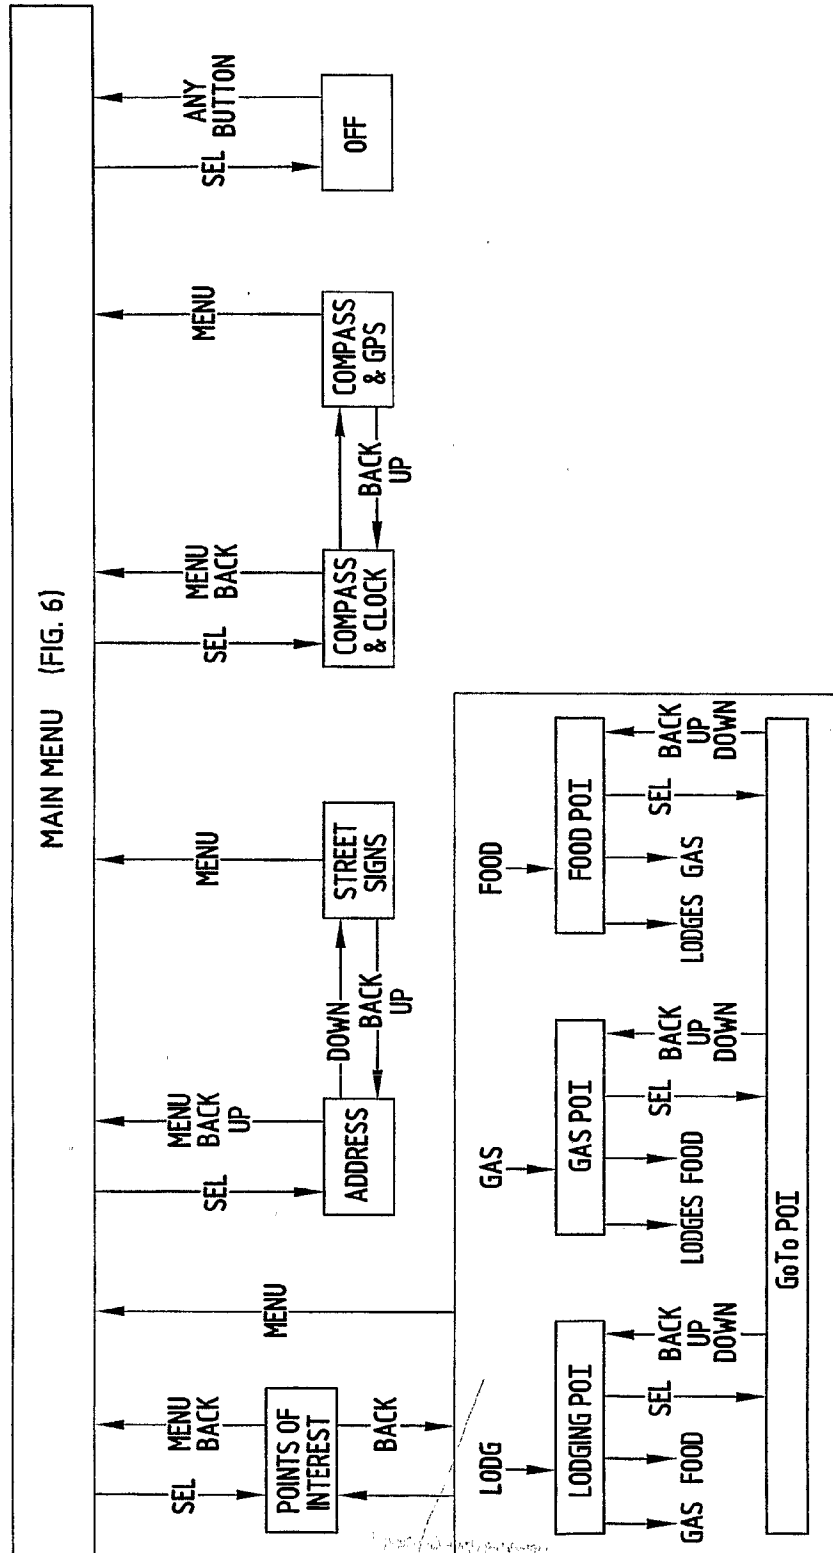 MAIN MENU (FIG. 6)
SEL
MENU
BACK
POINTS OF
INTEREST
BACK
MENU
SEL
MENU
BACK
UP
ADDRESS
DOWN
BACK
UP
STREET
SIGNS
MENU
SEL
MENU
BACK
COMPASS
& CLOCK
BACK
UP
COMPASS
& GPS
MENU
SEL
ANY
BUTTON
OFF
LODG
LODGING POI
GAS
FOOD
SEL
BACK
UP
DOWN
GAS
GAS POI
LODGES
FOOD
SEL
BACK
UP
DOWN
FOOD
FOOD POI
LODGES
GAS
SEL
BACK
UP
DOWN
GoTo POI